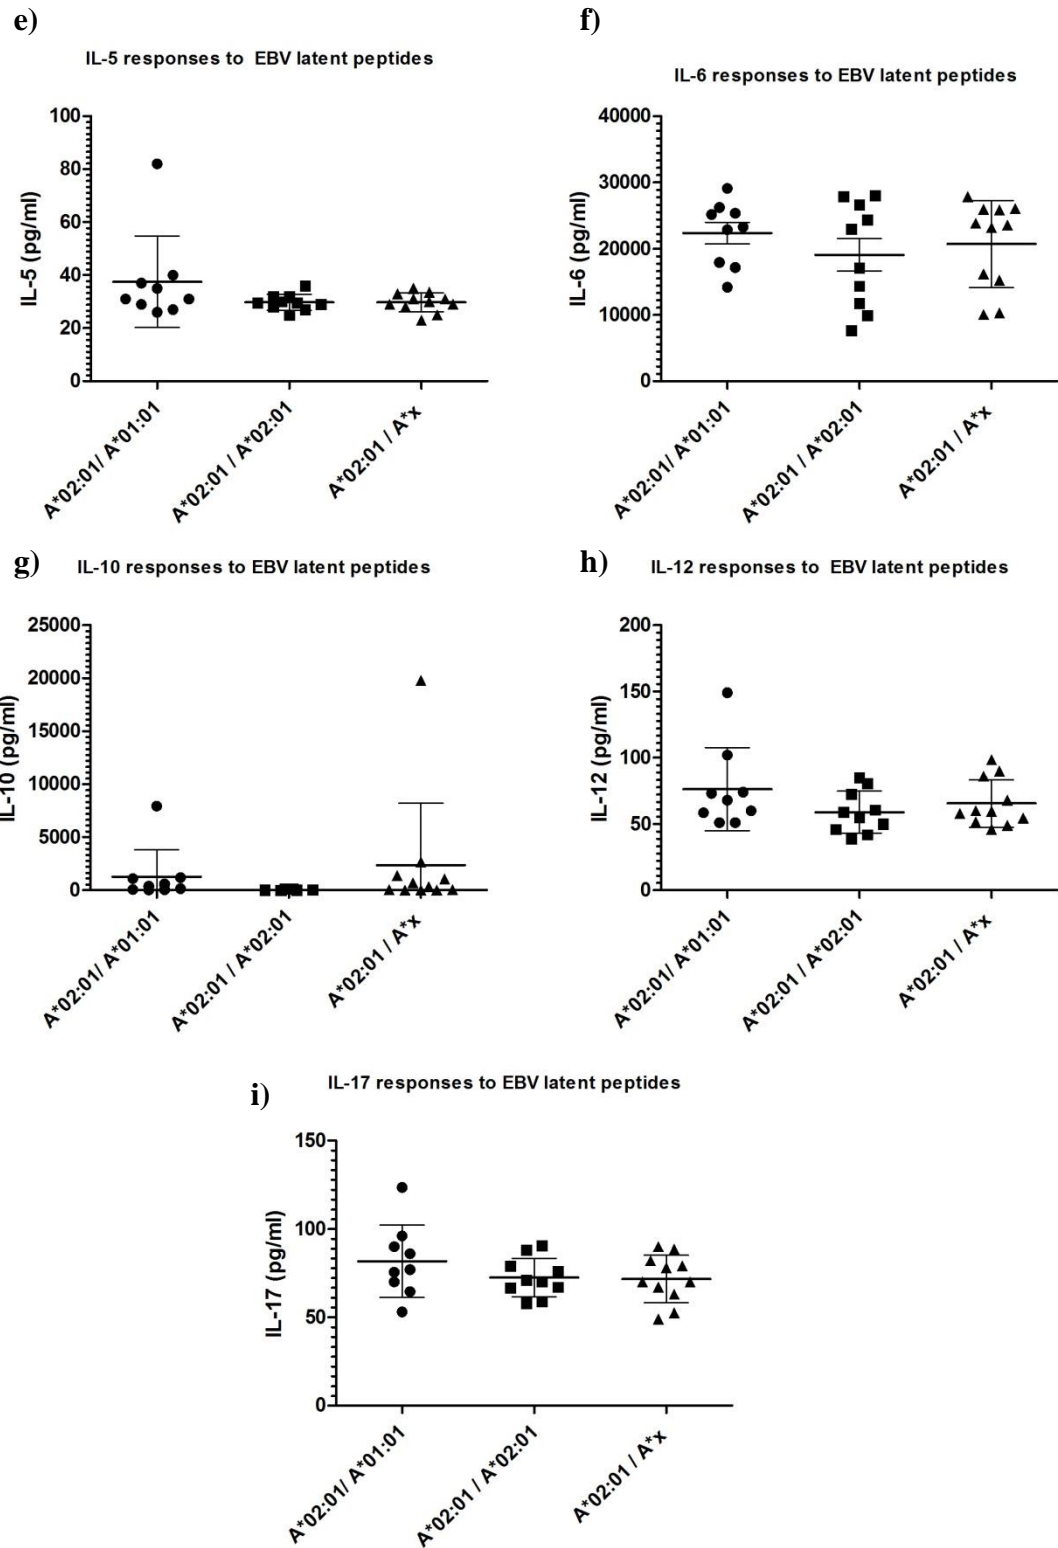 e)
f)
IL-5 responses to  EBV latent peptides
IL-6 responses to EBV latent peptides
100
80
60
40
20
0
IL-5 (pg/ml)
A*02:01/ A*01:01
A*02:01 / A*02:01
A*02:01 / A*x
40000
30000
20000
10000
0
IL-6 (pg/ml)
A*02:01/ A*01:01
A*02:01 / A*02:01
A*02:01 / A*x
g)
IL-10 responses to EBV latent peptides
h)
IL-12 responses to  EBV latent peptides
25000
20000
15000
10000
5000
0
IL-10 (pg/ml)
A*02:01/ A*01:01
A*02:01 / A*02:01
A*02:01 / A*x
200
150
100
50
0
IL-12 (pg/ml)
A*02:01/ A*01:01
A*02:01 / A*02:01
A*02:01 / A*x
i)
IL-17 responses to EBV latent peptides
150
100
50
0
IL-17 (pg/ml)
A*02:01/ A*01:01
A*02:01 / A*02:01
A*02:01 / A*x